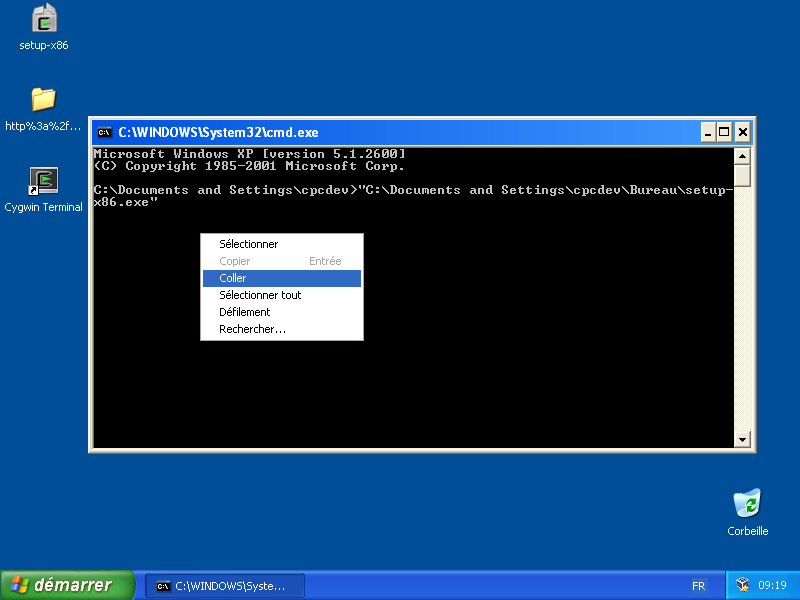 setup-x86
http%3a%2f...
Cygwin Terminal
C:\WINDOWS\System32\cmd.exe
Microsoft Windows XP [version 5.1.2600]
(C) Copyright 1985-2001 Microsoft Corp.
C:\Documents and Settings\cpcdev>"C:\Documents and Settings\cpcdev\Bureau\setup-
x86.exe"
Sélectionner
Copier Entrée
Coller
Sélectionner tout
Défilement
Rechercher...
Corbeille
démarrer
C:\WINDOWS\Syste...
FR
09:19